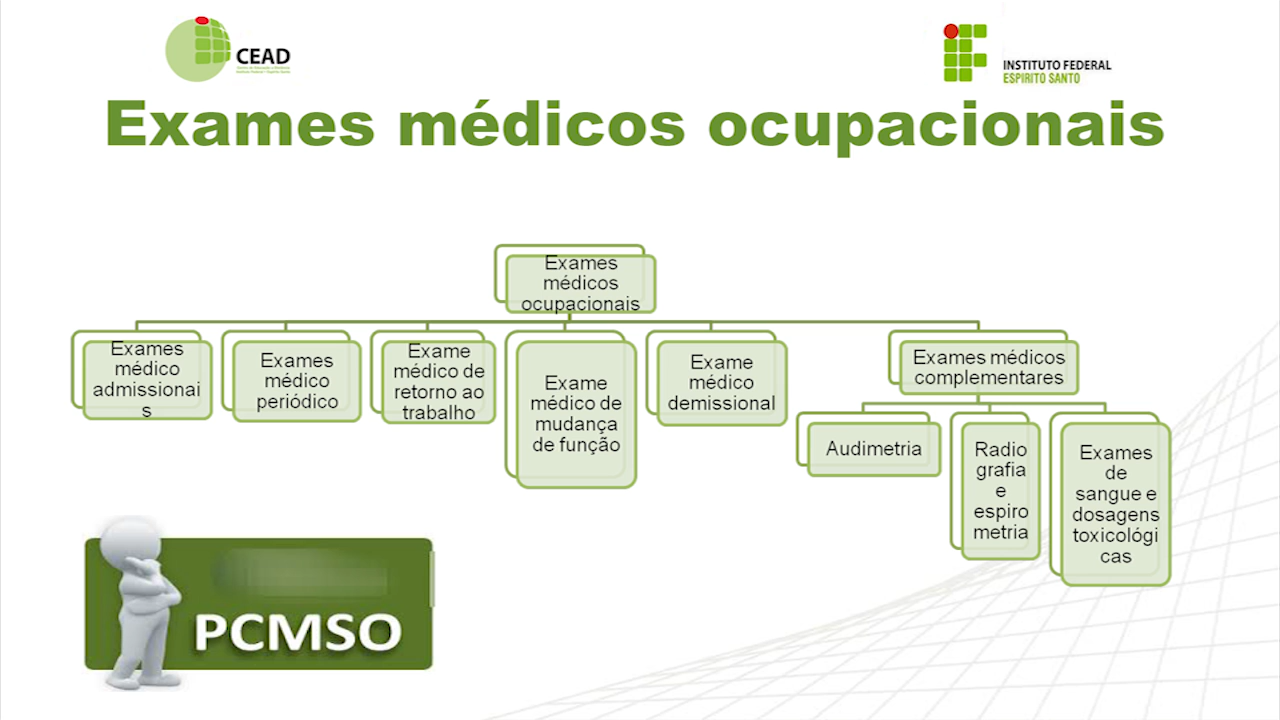 CEAD
INSTITUTO FEDERAL
ESPÍRITO SANTO
Exames médicos ocupacionais
Exames
médicos
ocupacionais
Exames
médico
admissionai
s
Exames
médico
periódico
Exame
médico de
retorno ao
trabalho
Exame
médico de
mudança
de função
Exame
médico
demissional
Exames médicos
complementares
Audimetria
Radio
grafia
e
espiro
metria
Exames
de
sangue e
dosagens
toxicológi
cas
PCMSO